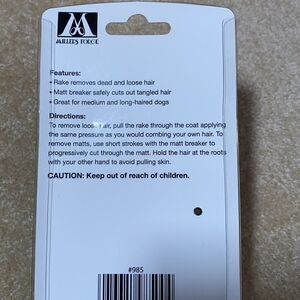 MILLERS FORGE
Features:
• Rake removes dead and loose hair
• Matt breaker safely cuts out tangled hair
• Great for medium and long-haired dogs
Directions:
To remove loose hair, pull the rake through the coat applying
the same pressure as you would combing your own hair. To
remove matts, use short strokes with the matt breaker to
progressively cut through the matt. Hold the hair at the roots
with your other hand to avoid pulling skin.
CAUTION: Keep out of reach of children.
#985